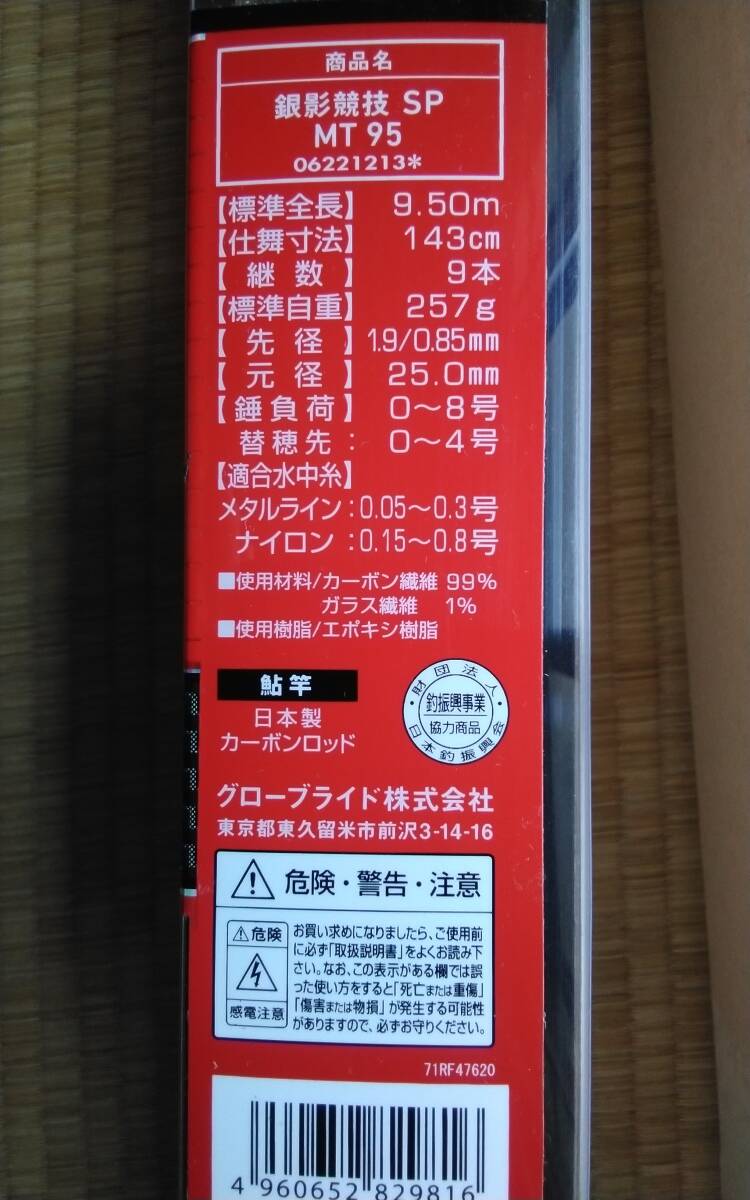 商品名
銀影競技 SP
MT 95
06221213*
【標準全長】 9.50m
【仕舞寸法】 143cm
【継数】 9本
【標準自重】 257g
【先径】 1.9/0.85mm
【元径】 25.0mm
【錘負荷】 0〜8号
替穂先: 0〜4号
【適合水中糸】
メタルライン:0.05〜0.3号
ナイロン:0.15〜0.8号
■使用材料/カーボン繊維 99%
ガラス繊維 1%
■使用樹脂/エポキシ樹脂
鮎竿
日本製
カーボンロッド
財団法人・
釣振興事業
協力商品
・日本釣振興会
グローブライド株式会社
東京都東久留米市前沢3-14-16
⚠危険・警告・注意
⚠危険
感電注意
お買い求めになりましたら、ご使用前
に必ず「取扱説明書」をよくお読み下
さい。なお、この表示がある欄では誤
った使い方をすると「死亡または重傷」
「傷害または物損」が発生する可能性
がありますので、必ずお守りください。
71RF47620
4 960652 829816